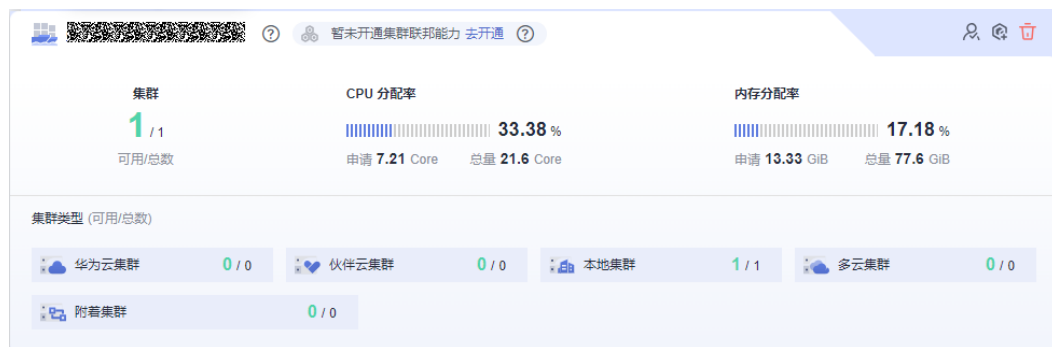 暂未开通集群联邦能力 去开通
集群
CPU 分配率
内存分配率
1 / 1
33.38 %
17.18 %
可用/总数
申请 7.21 Core 总量 21.6 Core
申请 13.33 GiB 总量 77.6 GiB
集群类型 (可用/总数)
华为云集群 0 / 0
伙伴云集群 0 / 0
本地集群 1 / 1
多云集群 0 / 0
附着集群 0 / 0